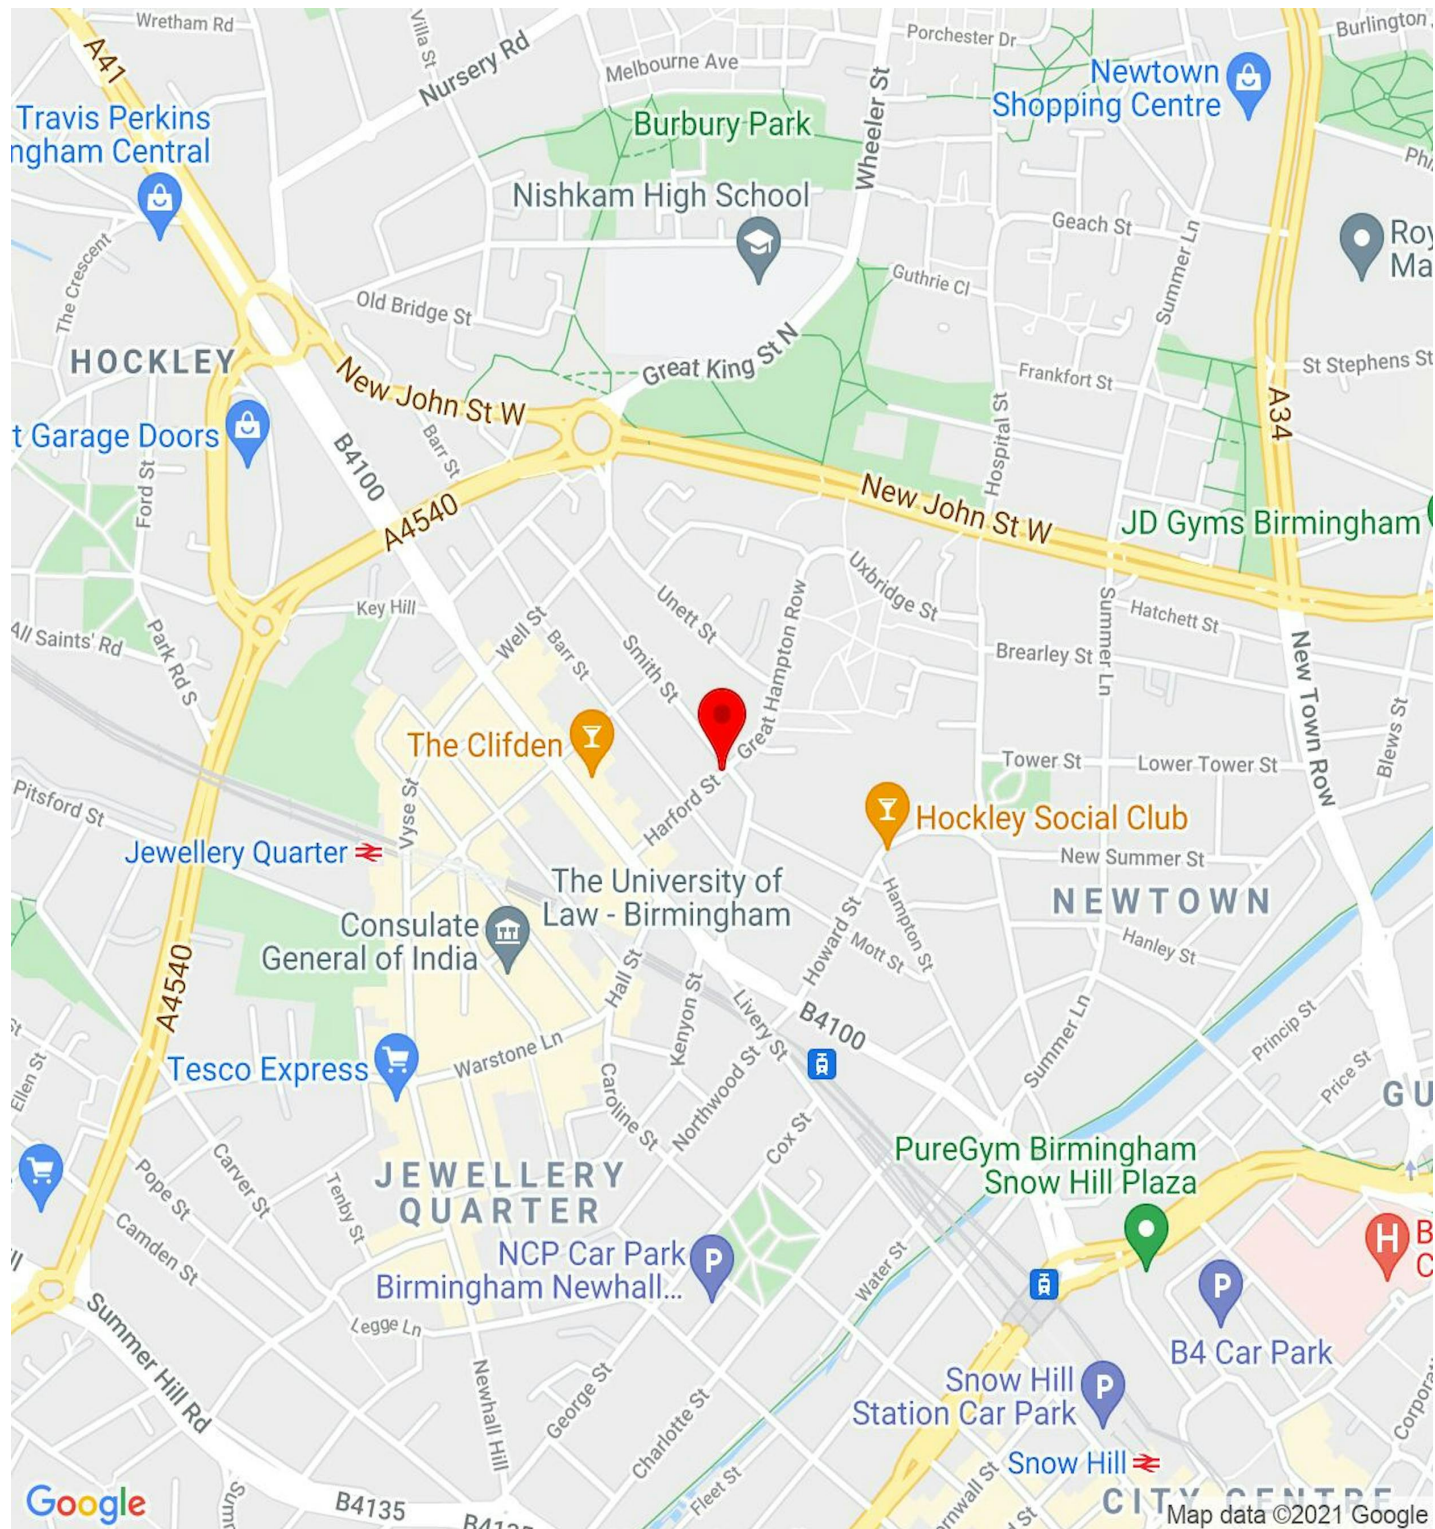 Wretham Rd
Villa St
Nursery Rd
Melbourne Ave
Porchester Dr
Burlington
A41
Newtown
Shopping Centre
Travis Perkins
ngham Central
Burbury Park
Wheeler St
Nishkam High School
Geach St
Summer Ln
Roy
Ma
The Crescent
Old Bridge St
Guthrie Cl
HOCKLEY
Great King St N
New John St W
Frankfort St
St Stephens St
A34
t Garage Doors
Barr St
B4100
Hospital St
Ford St
A4540
New John St W
JD Gyms Birmingham
Key Hill
Uxbridge St
Unett St
Summer Ln
Hatchett St
All Saints' Rd
Park Rd S
Well St
Barr St
Smith St
Great Hampton Row
Brearley St
New Town Row
Blews St
The Clifden
Tower St
Lower Tower St
Pitsford St
Vyse St
Harford St
Hockley Social Club
Jewellery Quarter
New Summer St
The University of
Law - Birmingham
NEWTOWN
Consulate
General of India
Hampton St
Howard St
Mott St
Hanley St
A4540
Hall St
Kenyon St
Livery St
B4100
Summer Ln
Princip St
Price St
Ellen St
Tesco Express
Warstone Ln
Northwood St
Caroline St
Cox St
GU
PureGym Birmingham
Snow Hill Plaza
JEWELLERY
QUARTER
Pope St
Carver St
Tenby St
Camden St
NCP Car Park
Birmingham Newhall...
Water St
B
C
Legge Ln
B4 Car Park
Summer Hill Rd
Newhall Hill
George St
Charlotte St
Snow Hill
Station Car Park
Corporat
Snow Hill
Fleet St
ornwall St
CITY CENTRE
Google
B4135
Map data ©2021 Google